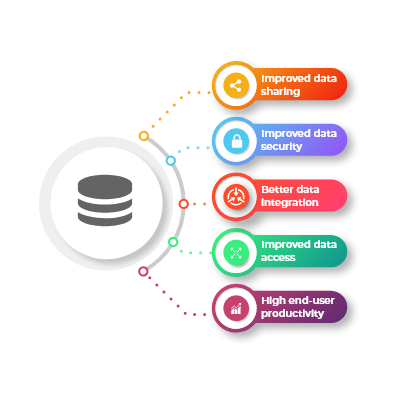 Improved data
sharing
Improved data
security
Better data
integration
Improved data
access
High end-user
productivity